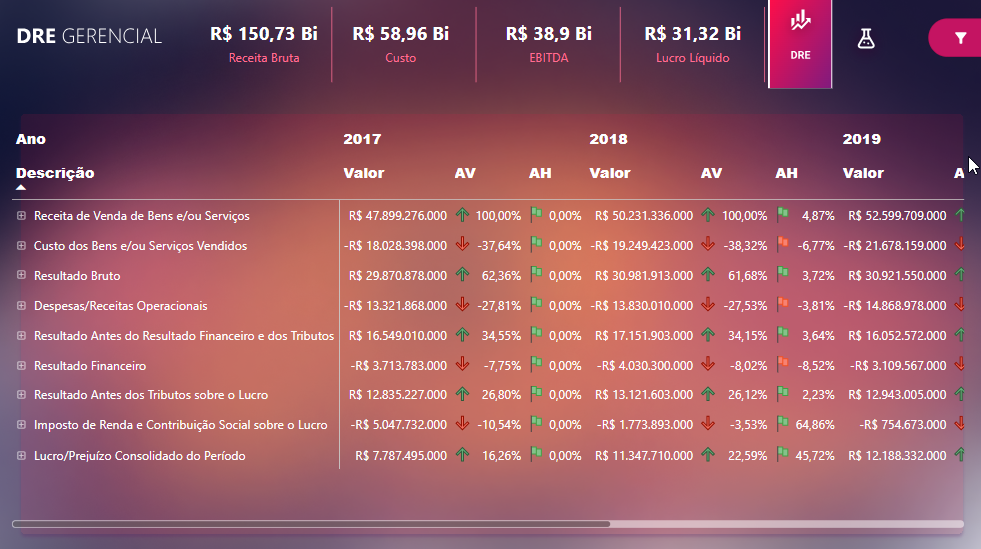 DRE GERENCIAL
R$ 150,73 Bi
Receita Bruta
R$ 58,96 Bi
Custo
R$ 38,9 Bi
EBITDA
R$ 31,32 Bi
Lucro Líquido
DRE
Ano 2017 2018 2019
Descrição Valor AV AH Valor AV AH Valor
Receita de Venda de Bens e/ou Serviços R$ 47.899.276.000 100,00% 0,00% R$ 50.231.336.000 100,00% 4,87% R$ 52.599.709.000
Custo dos Bens e/ou Serviços Vendidos -R$ 18.028.398.000 -37,64% 0,00% -R$ 19.249.423.000 -38,32% -6,77% -R$ 21.678.159.000
Resultado Bruto R$ 29.870.878.000 62,36% 0,00% R$ 30.981.913.000 61,68% 3,72% R$ 30.921.550.000
Despesas/Receitas Operacionais -R$ 13.321.868.000 -27,81% 0,00% -R$ 13.830.010.000 -27,53% -3,81% -R$ 14.868.978.000
Resultado Antes do Resultado Financeiro e dos Tributos R$ 16.549.010.000 34,55% 0,00% R$ 17.151.903.000 34,15% 3,64% R$ 16.052.572.000
Resultado Financeiro -R$ 3.713.783.000 -7,75% 0,00% -R$ 4.030.300.000 -8,02% -8,52% -R$ 3.109.567.000
Resultado Antes dos Tributos sobre o Lucro R$ 12.835.227.000 26,80% 0,00% R$ 13.121.603.000 26,12% 2,23% R$ 12.943.005.000
Imposto de Renda e Contribuição Social sobre o Lucro -R$ 5.047.732.000 -10,54% 0,00% -R$ 1.773.893.000 -3,53% 64,86% -R$ 754.673.000
Lucro/Prejuízo Consolidado do Período R$ 7.787.495.000 16,26% 0,00% R$ 11.347.710.000 22,59% 45,72% R$ 12.188.332.000